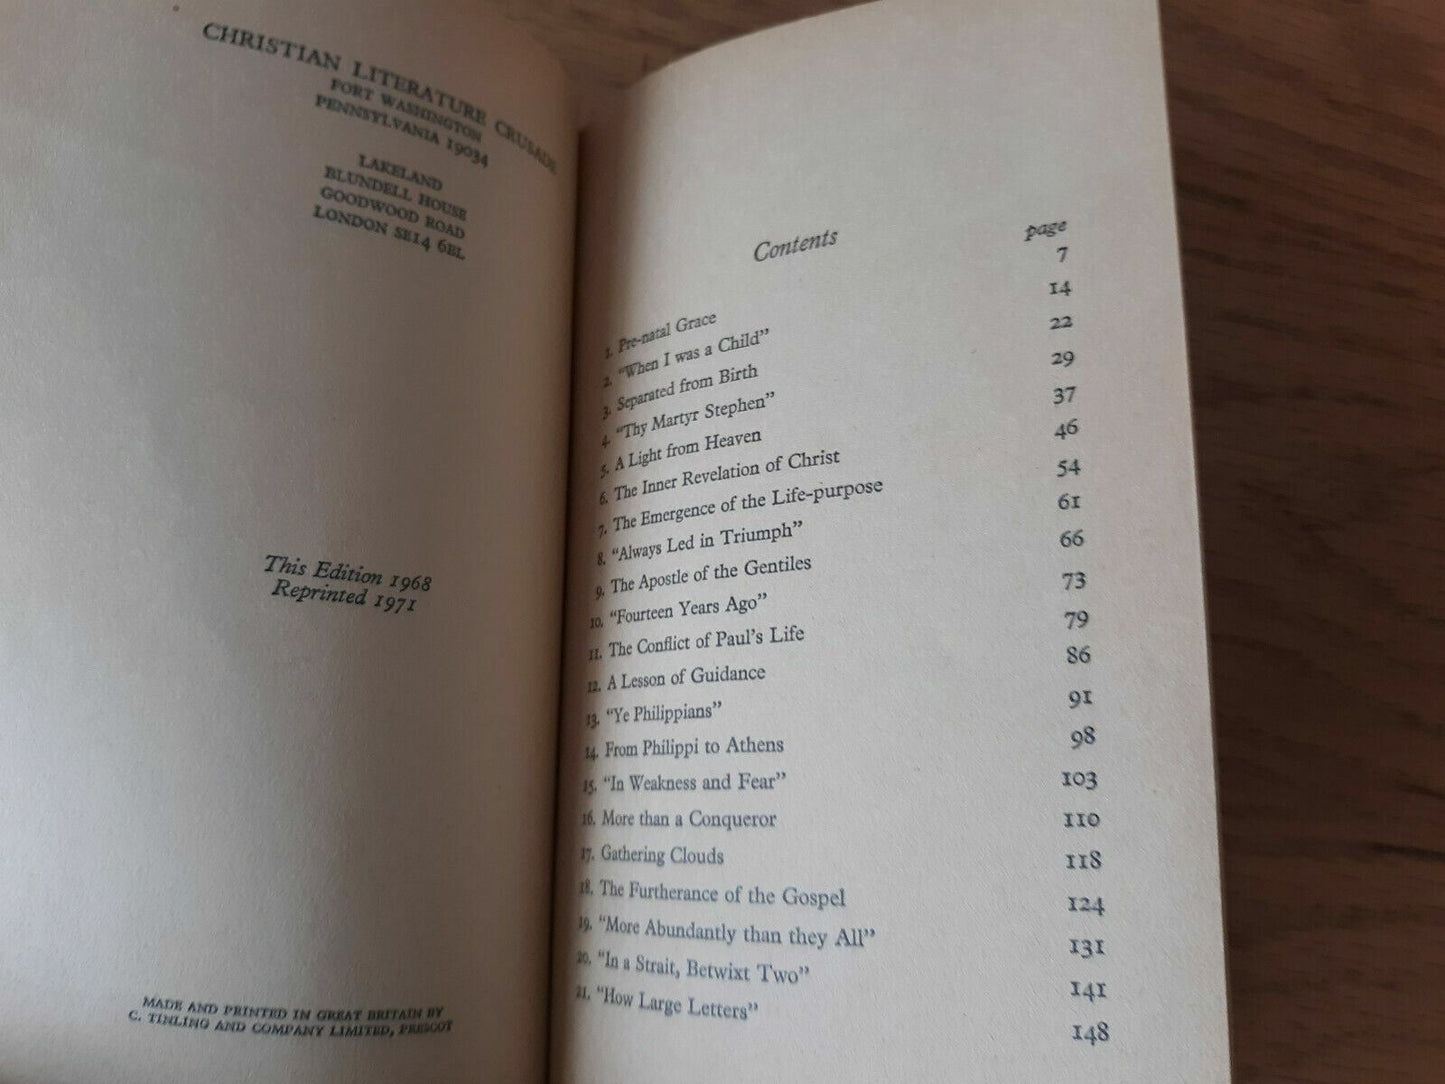 CHRISTIAN LITERATURE CRUSADE
FORT WASHINGTON
PENNSYLVANIA 19034
LAKELAND
BLUNDELL HOUSE
GOODWOOD ROAD
LONDON SE14 6BL
This Edition 1968
Reprinted 1971
MADE AND PRINTED IN GREAT BRITAIN BY
C. TINLING AND COMPANY LIMITED, PRESCOT
Contents
page
1. Pre-natal Grace 7
2. "When I was a Child" 14
3. Separated from Birth 22
4. "Thy Martyr Stephen" 29
5. A Light from Heaven 37
6. The Inner Revelation of Christ 46
7. The Emergence of the Life-purpose 54
8. "Always Led in Triumph" 61
9. The Apostle of the Gentiles 66
10. "Fourteen Years Ago" 73
11. The Conflict of Paul's Life 79
12. A Lesson of Guidance 86
13. "Ye Philippians" 91
14. From Philippi to Athens 98
15. "In Weakness and Fear" 103
16. More than a Conqueror 110
17. Gathering Clouds 118
18. The Furtherance of the Gospel 124
19. "More Abundantly than they All" 131
20. "In a Strait, Betwixt Two" 141
21. "How Large Letters" 148